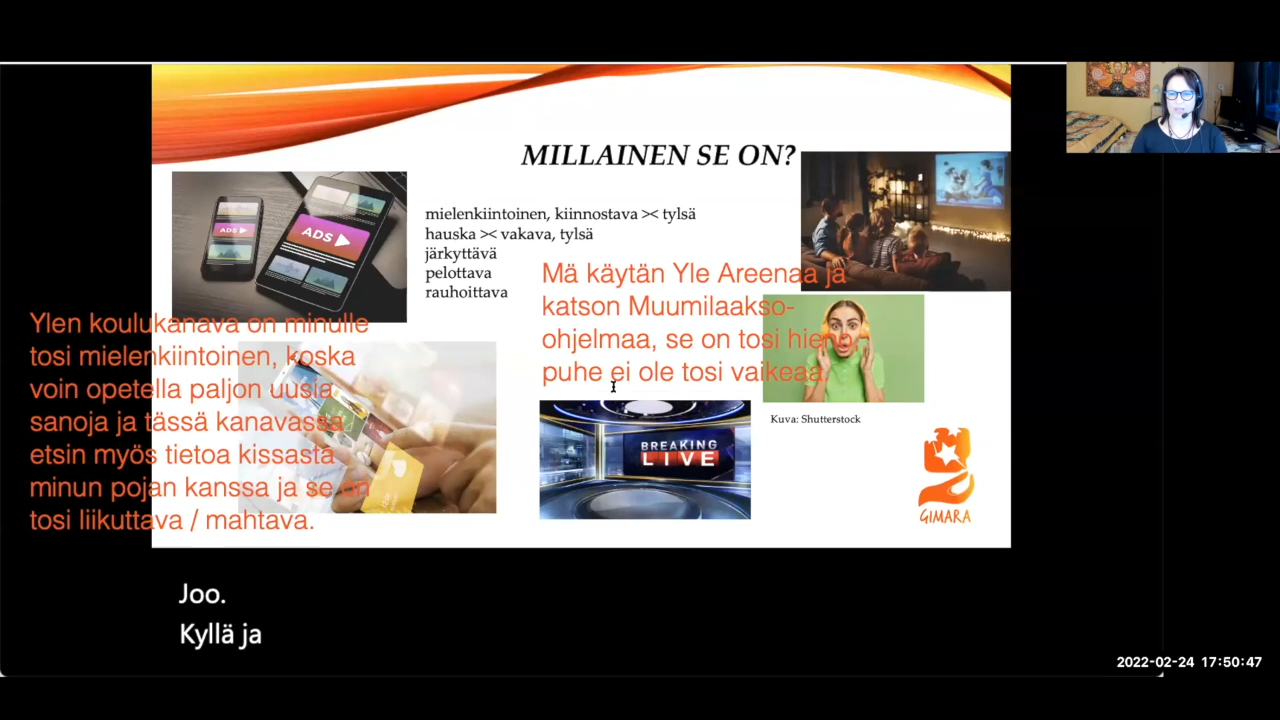 MILLAINEN SE ON?
ADS
ADS
mielenkiintoinen, kiinnostava >< tylsä
hauska >< vakava, tylsä
järkyttävä
pelottava
rauhoittava
Mä käytän Yle Areenaa ja
katson Muumilaakso-
ohjelmaa, se on tosi hieno,
puhe ei ole tosi vaikeaa.
Ylen koulukanava on minulle
tosi mielenkiintoinen, koska
voin opetella paljon uusia
sanoja ja tässä kanavassa
etsin myös tietoa kissasta
minun pojan kanssa ja se on
tosi liikuttava / mahtava.
BREAKING
LIVE
Kuva: Shutterstock
GIMARA
Joo.
Kyllä ja
2022-02-24 17:50:47